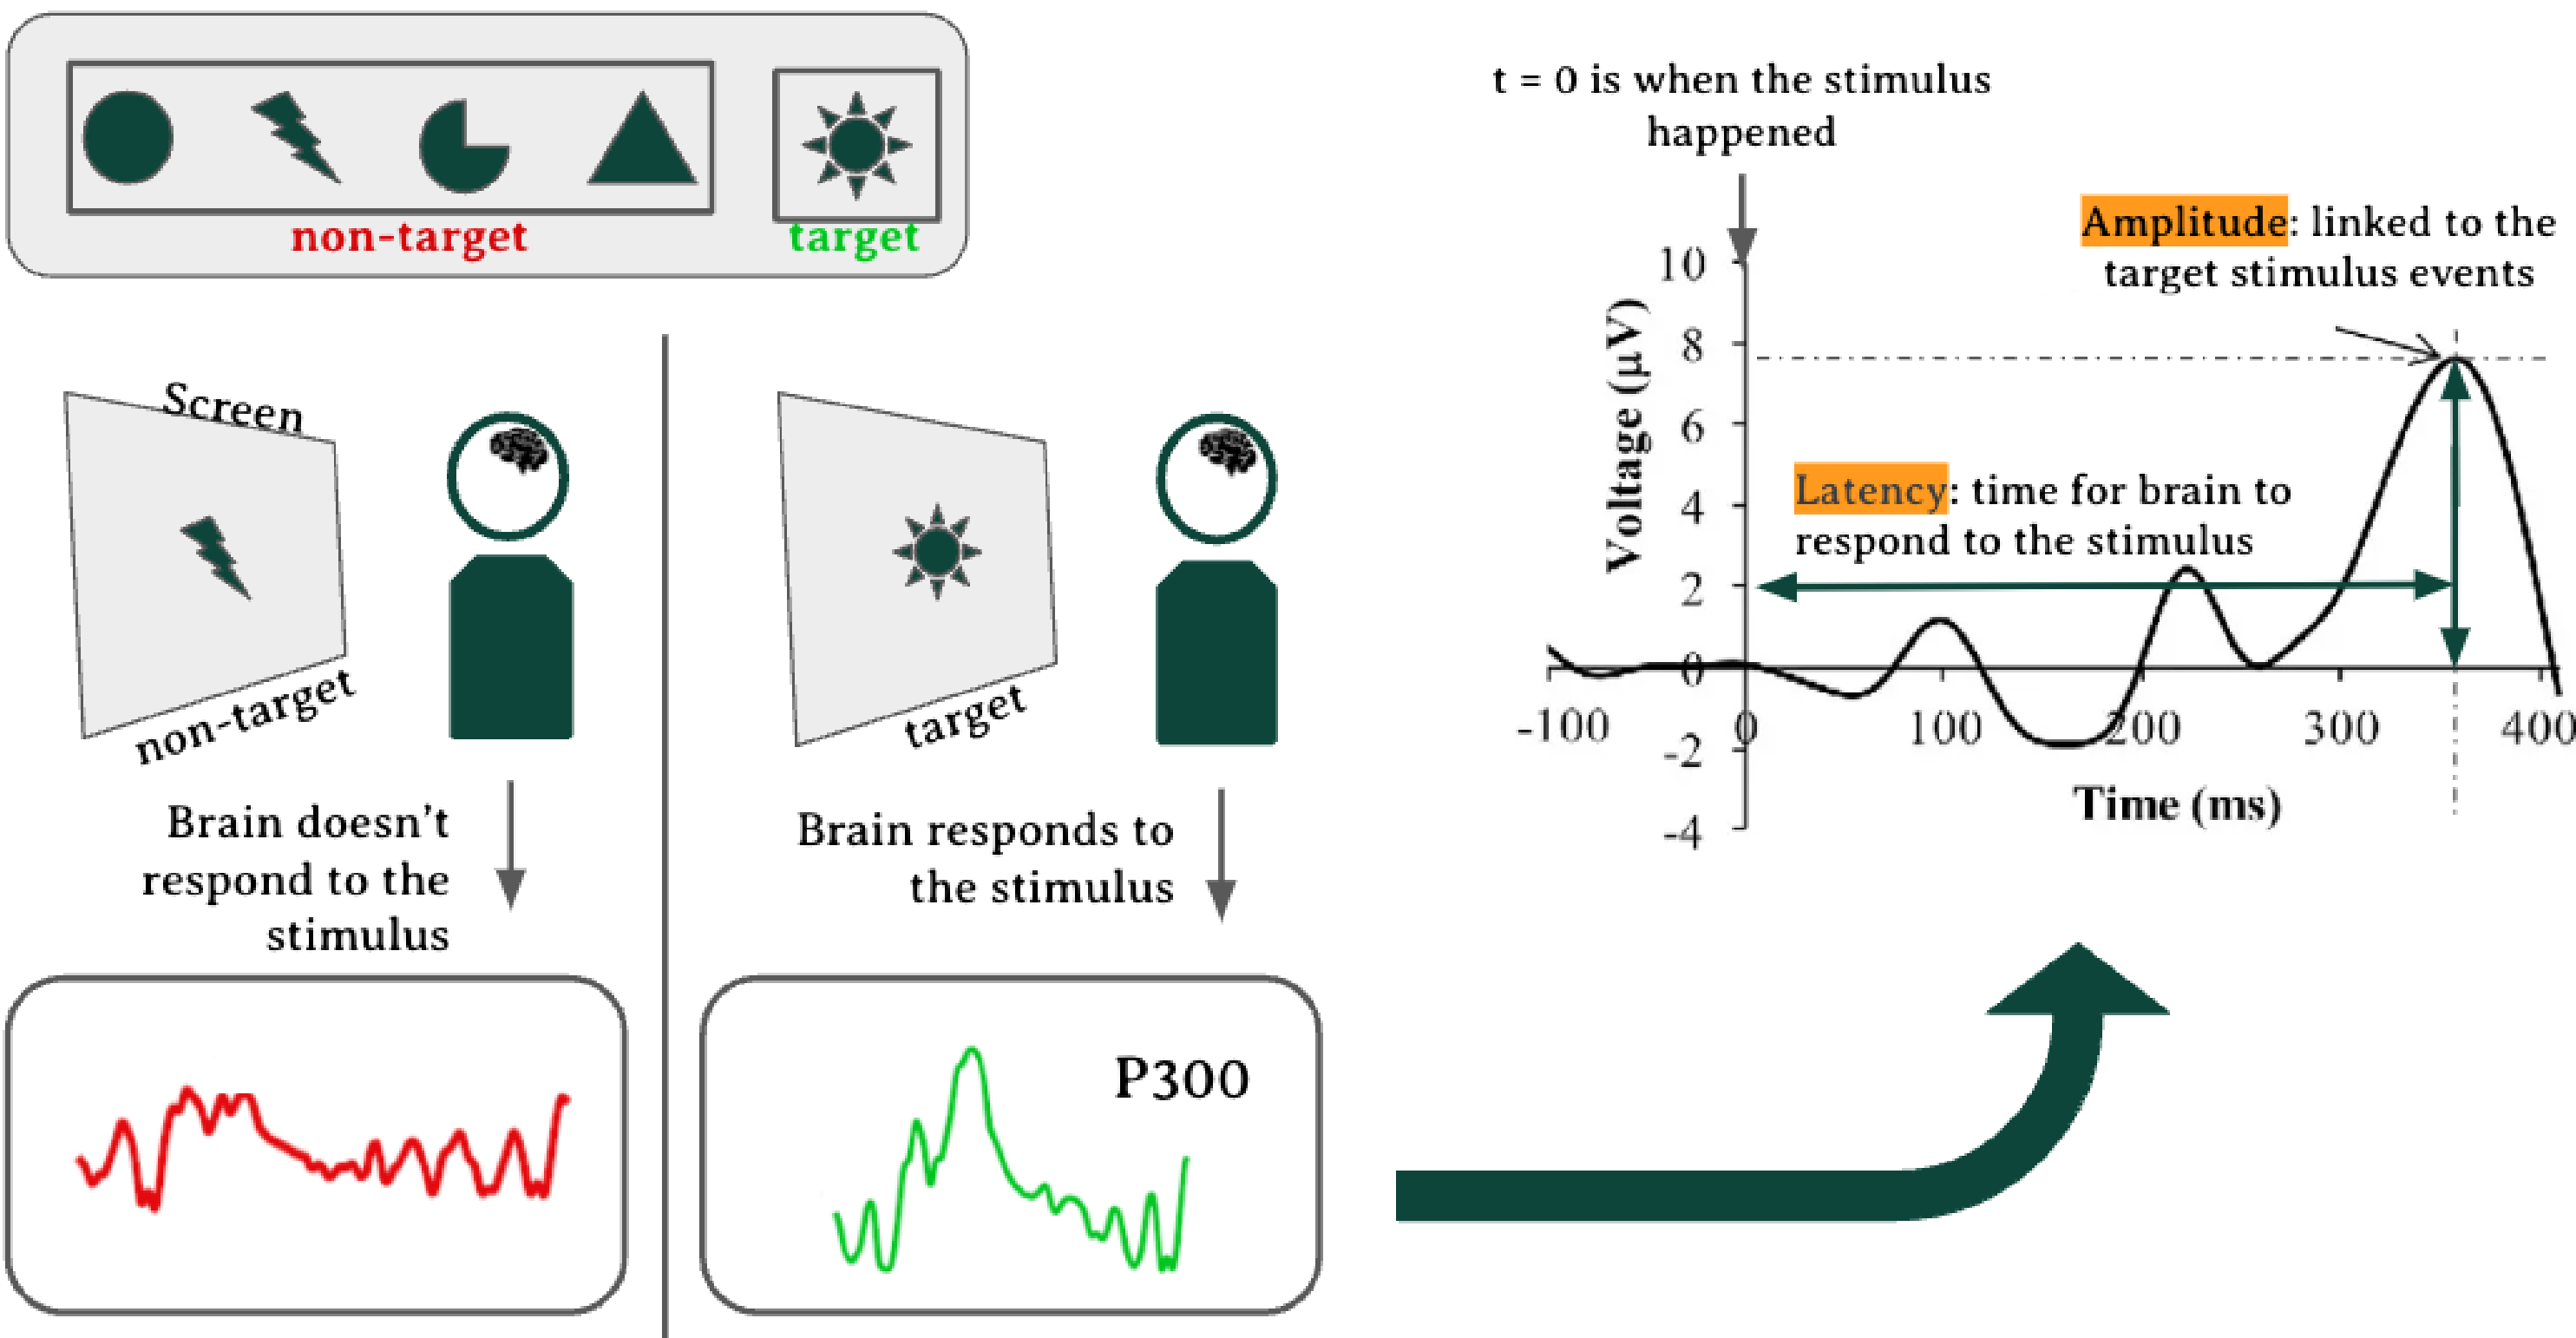 non-target
target
Screen
non-target
Brain doesn't
respond to the
stimulus
target
Brain responds to
the stimulus
P300
t = 0 is when the stimulus
happened
Amplitude: linked to the
target stimulus events
Latency: time for brain to
respond to the stimulus
Voltage (µV)
10
8
6
4
2
0
-2
-4
-100 0 100 200 300 400
Time (ms)